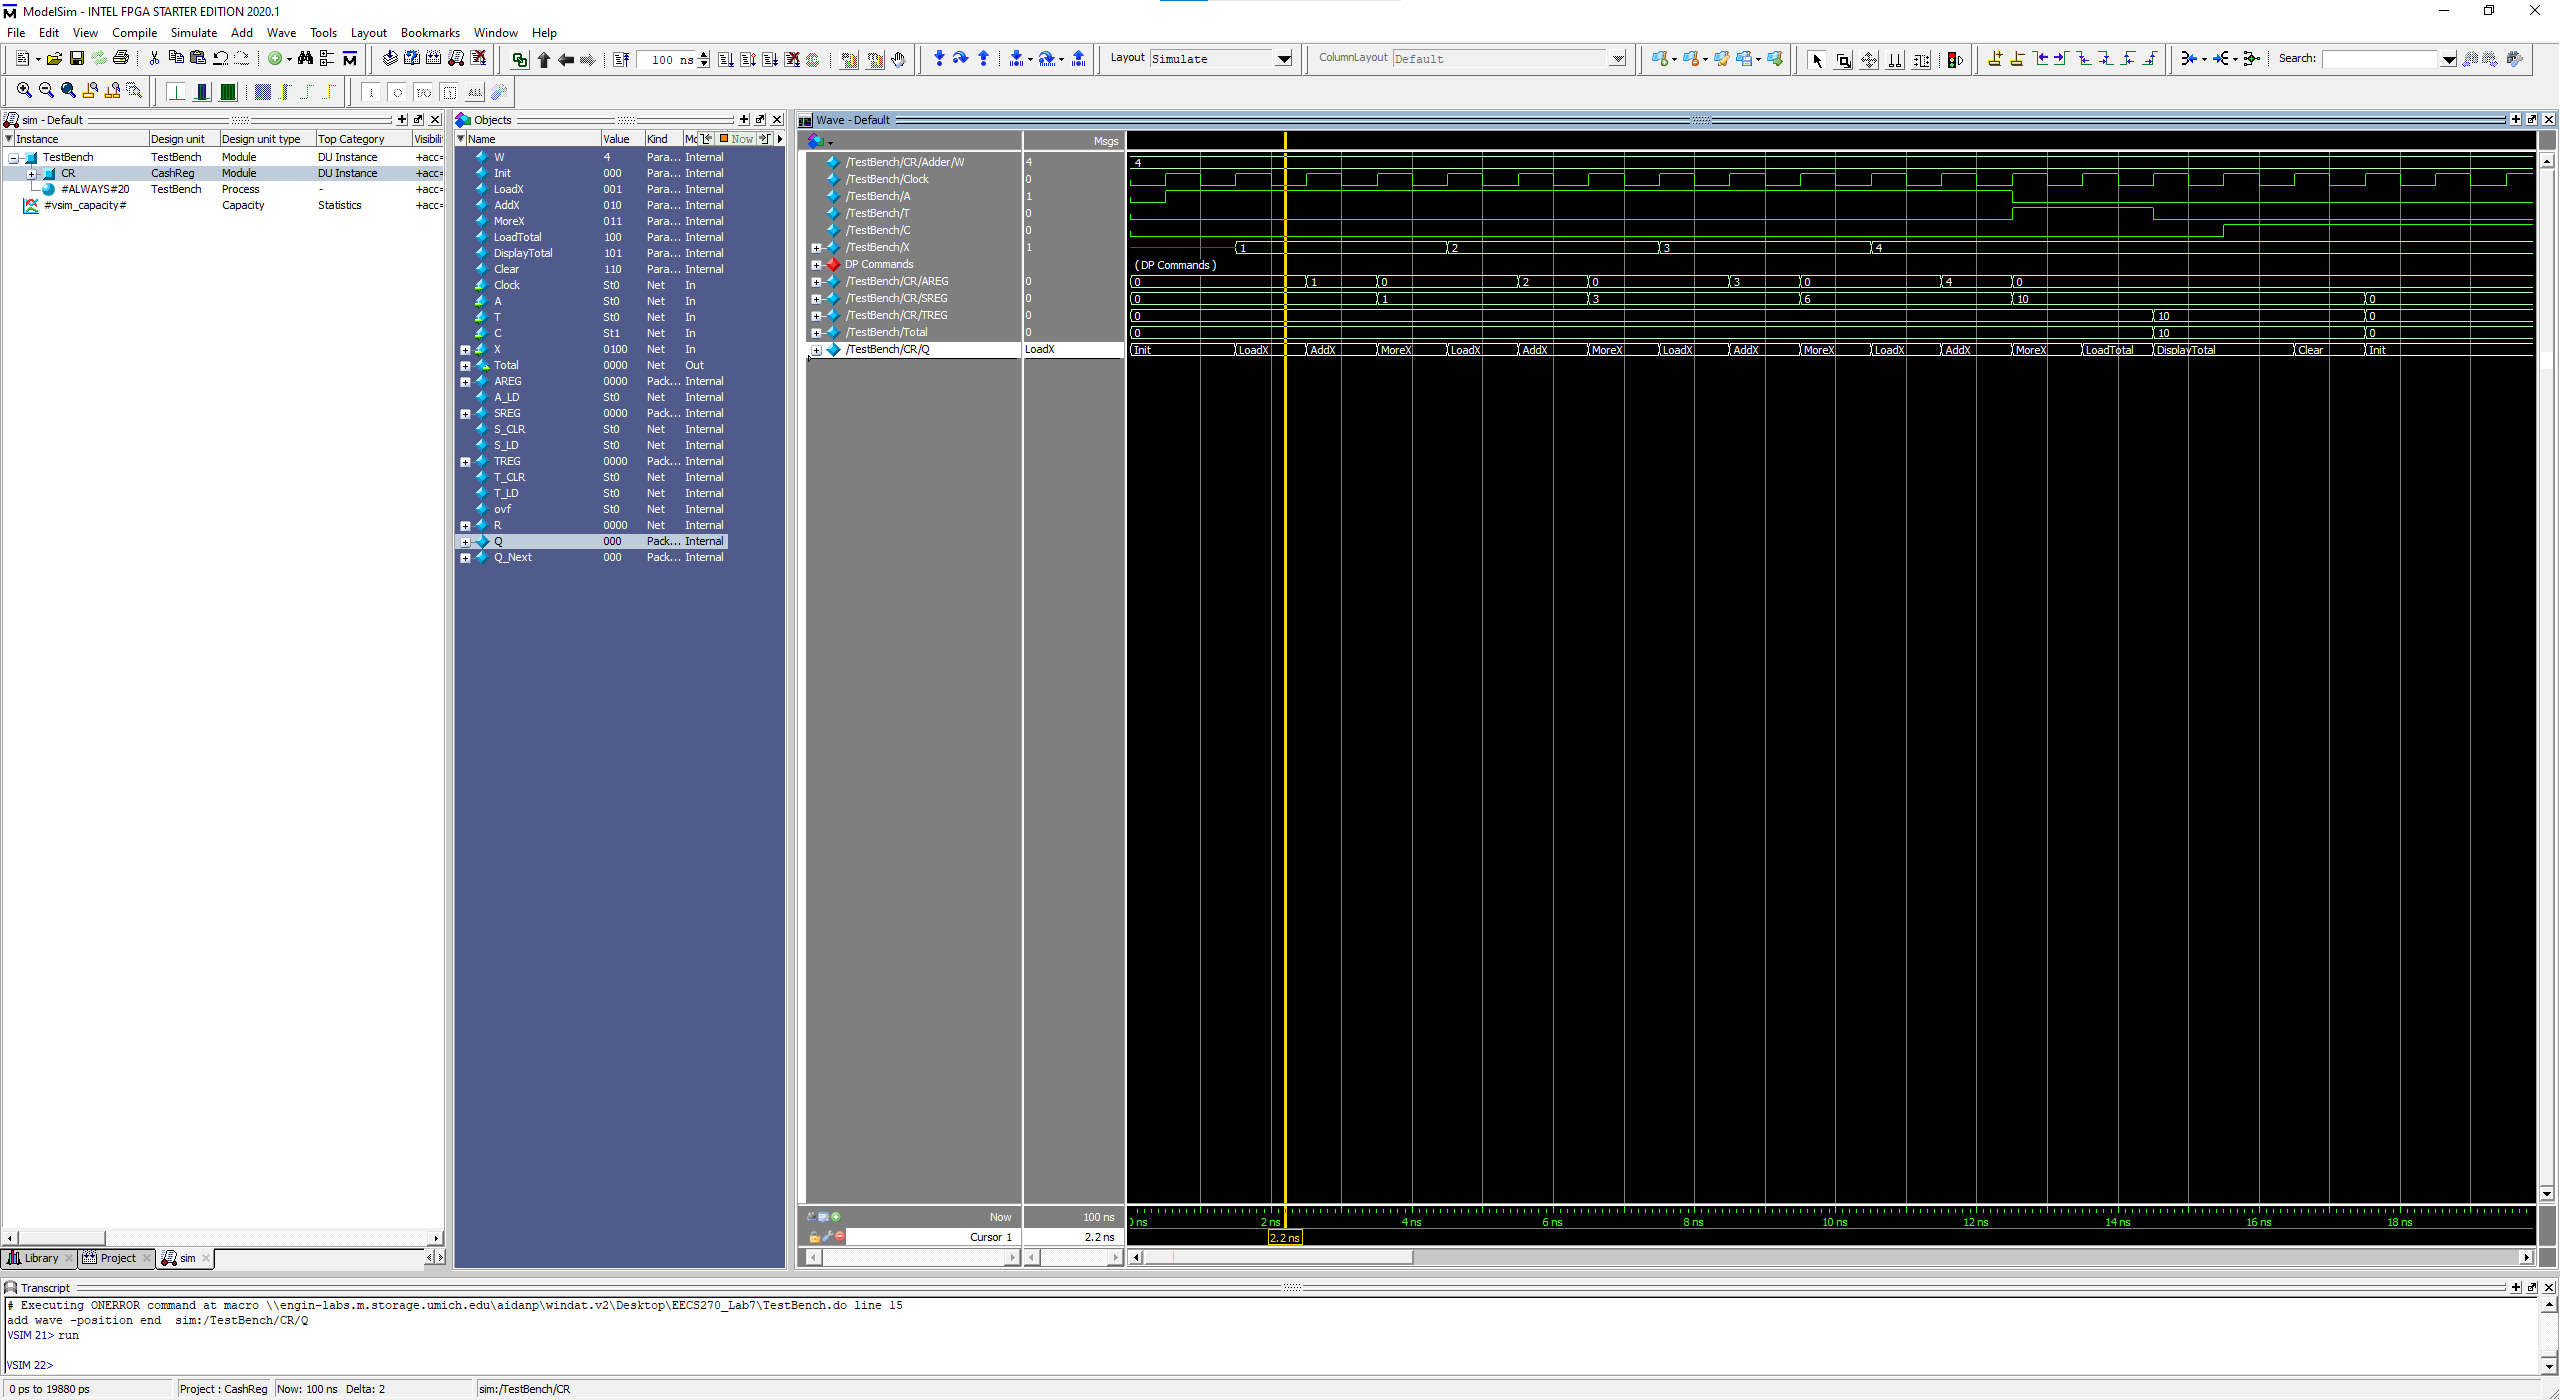 ModelSim - INTEL FPGA STARTER EDITION 2020.1
File Edit View Compile Simulate Add Wave Tools Layout Bookmarks Window Help
100 ns Layout Simulate ColumnLayout Default Search:
sim - Default
Instance Design unit Design unit type Top Category Visibili
TestBench TestBench Module DU Instance +acc=
CR CashReg Module DU Instance +acc=
#ALWAYS#20 TestBench Process - +acc=
#vsim_capacity# Capacity Statistics +acc=
Library Project sim
Objects
Name Value Kind Mo Now
W 4 Para... Internal
Init 000 Para... Internal
LoadX 001 Para... Internal
AddX 010 Para... Internal
MoreX 011 Para... Internal
LoadTotal 100 Para... Internal
DisplayTotal 101 Para... Internal
Clear 110 Para... Internal
Clock St0 Net In
A St0 Net In
T St0 Net In
C St1 Net In
X 0100 Net In
Total 0000 Net Out
AREG 0000 Pack... Internal
A_LD St0 Net Internal
SREG 0000 Pack... Internal
S_CLR St0 Net Internal
S_LD St0 Net Internal
TREG 0000 Pack... Internal
T_CLR St0 Net Internal
T_LD St0 Net Internal
ovf St0 Net Internal
R 0000 Net Internal
Q 000 Pack... Internal
Q_Next 000 Pack... Internal
Wave - Default
Msgs
/TestBench/CR/Adder/W 4 4
/TestBench/Clock 0
/TestBench/A 1
/TestBench/T 0
/TestBench/C 0
/TestBench/X 1 1 2 3 4
DP Commands ( DP Commands )
/TestBench/CR/AREG 0 0 1 0 2 0 3 0 4 0
/TestBench/CR/SREG 0 0 1 3 6 10 0
/TestBench/CR/TREG 0 0 10 0
/TestBench/Total 0 0 10 0
/TestBench/CR/Q LoadX Init LoadX AddX MoreX LoadX AddX MoreX LoadX AddX MoreX LoadX AddX MoreX LoadTotal DisplayTotal Clear Init
Now 100 ns ns 2 ns 4 ns 6 ns 8 ns 10 ns 12 ns 14 ns 16 ns 18 ns
Cursor 1 2.2 ns 2.2 ns
Transcript
# Executing ONERROR command at macro \\engin-labs.m.storage.umich.edu\aidanp\windat.v2\Desktop\EECS270_Lab7\TestBench.do line 15
add wave -position end sim:/TestBench/CR/Q
VSIM 21> run
VSIM 22>
0 ps to 19880 ps Project : CashReg Now: 100 ns Delta: 2 sim:/TestBench/CR